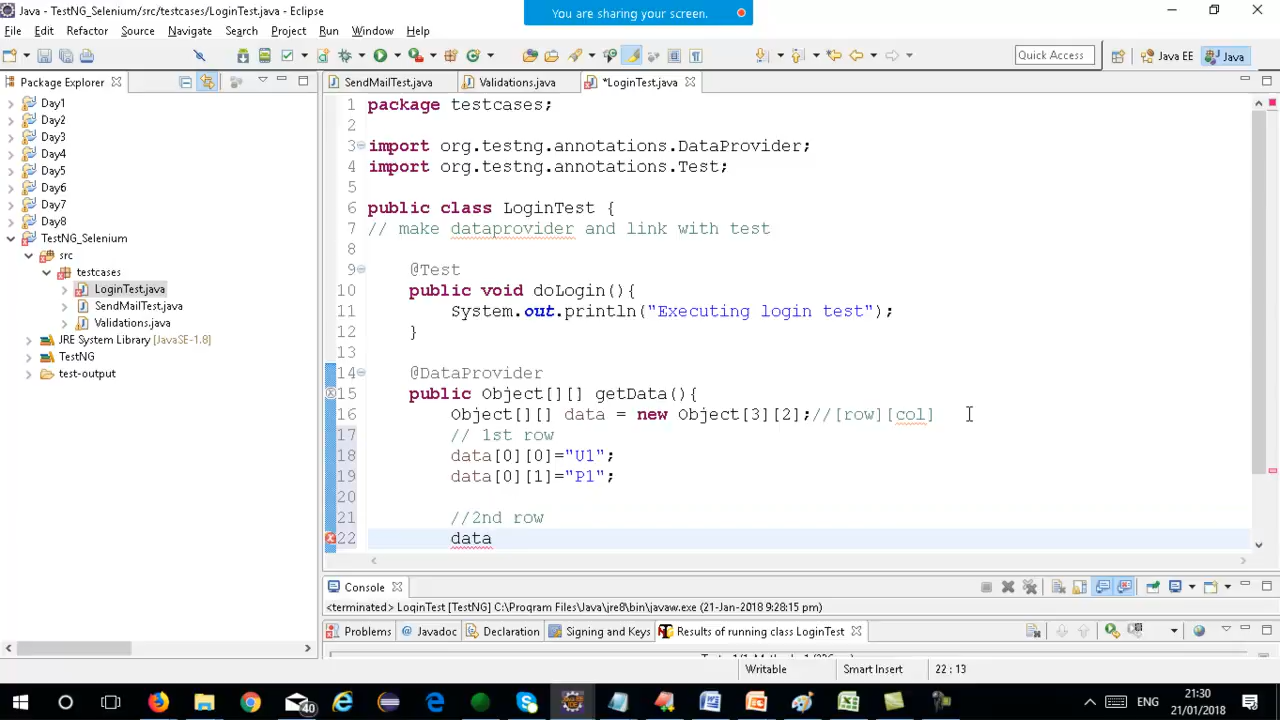 Java - TestNG_Selenium/src/testcases/LoginTest.java - Eclipse
You are sharing your screen.
File Edit Refactor Source Navigate Search Project Run Window Help
Quick Access
Java EE
Java
Package Explorer
SendMailTest.java
Validations.java
*LoginTest.java
Day1
Day2
Day3
Day4
Day5
Day6
Day7
Day8
TestNG_Selenium
src
testcases
LoginTest.java
SendMailTest.java
Validations.java
JRE System Library [JavaSE-1.8]
TestNG
test-output
1 package testcases;
2
3 import org.testng.annotations.DataProvider;
4 import org.testng.annotations.Test;
5
6 public class LoginTest {
7 // make dataprovider and link with test
8
9 @Test
10 public void doLogin(){
11 System.out.println("Executing login test");
12 }
13
14 @DataProvider
15 public Object[][] getData(){
16 Object[][] data = new Object[3][2];//[row][col]
17 // 1st row
18 data[0][0]="U1";
19 data[0][1]="P1";
20
21 //2nd row
22 data
Console
<terminated> LoginTest [TestNG] C:\Program Files\Java\jre8\bin\javaw.exe (21-Jan-2018 9:28:15 pm)
Problems
@ Javadoc
Declaration
Signing and Keys
Results of running class LoginTest
Writable
Smart Insert
22 : 13
40
ENG
21:30
21/01/2018